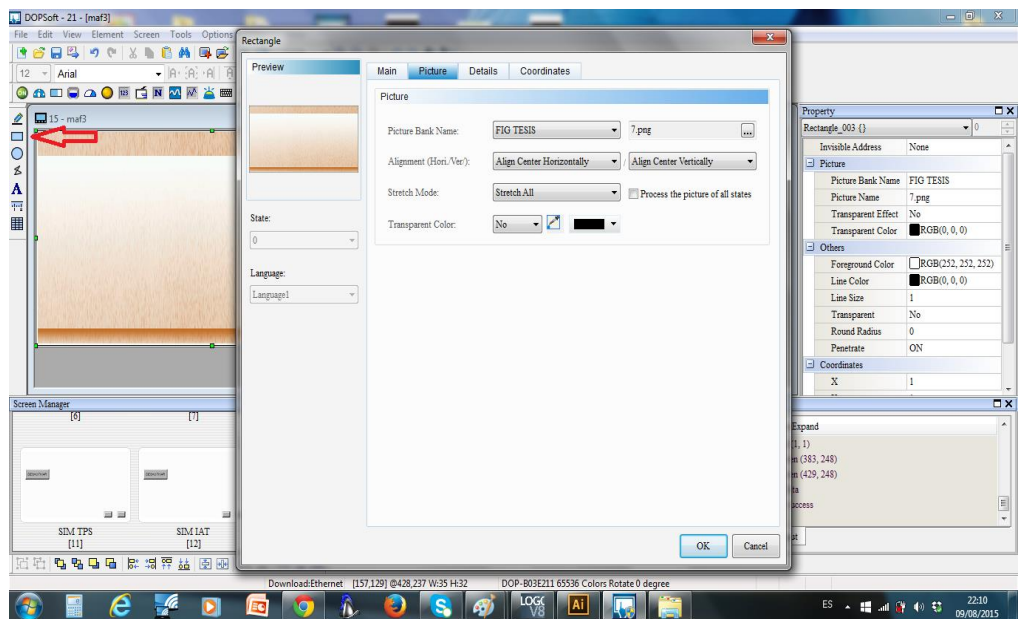 DOPSoft - 21 - [maf3]
File Edit View Element Screen Tools Options
12 Arial
15 - maf3
Rectangle
Preview
State:
0
Language:
Language1
Main Picture Details Coordinates
Picture
Picture Bank Name: FIG TESIS 7.png ...
Alignment (Hori./Ver): Align Center Horizontally / Align Center Vertically
Stretch Mode: Stretch All Process the picture of all states
Transparent Color: No
OK Cancel
Property
Rectangle_003 {} 0
Invisible Address None
Picture
Picture Bank Name FIG TESIS
Picture Name 7.png
Transparent Effect No
Transparent Color RGB(0, 0, 0)
Others
Foreground Color RGB(252, 252, 252)
Line Color RGB(0, 0, 0)
Line Size 1
Transparent No
Round Radius 0
Penetrate ON
Coordinates
X 1
Screen Manager
[6] [7]
SIM TPS SIM IAT
[11] [12]
Expand
1, 1)
(383, 248)
(429, 248)
Download:Ethernet [157,129] @428,237 W:35 H:32 DOP-B03E211 65536 Colors Rotate 0 degree
LOGO V8
Ai
ES
22:10
09/08/2015